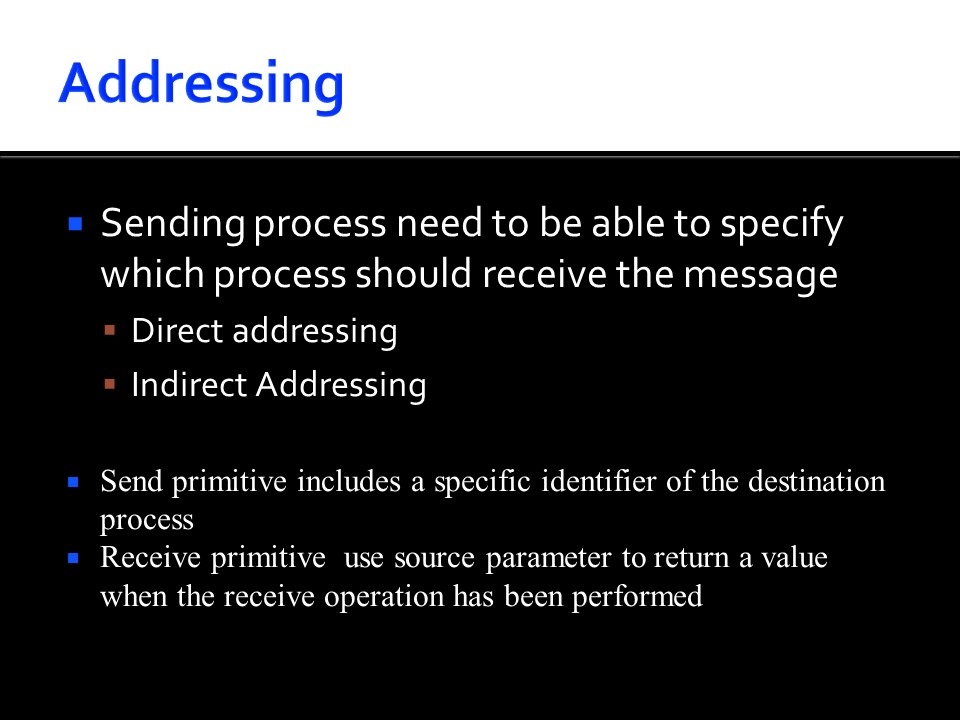 Addressing
Sending process need to be able to specify
which process should receive the message
Direct addressing
Indirect Addressing
Send primitive includes a specific identifier of the destination
process
Receive primitive use source parameter to return a value
when the receive operation has been performed